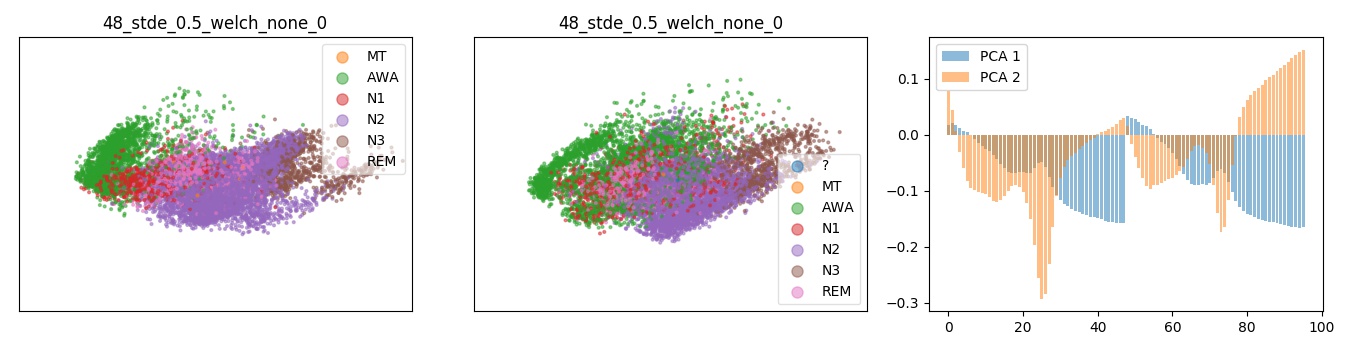 48_stde_0.5_welch_none_0
MT
AWA
N1
N2
N3
REM
48_stde_0.5_welch_none_0
?
MT
AWA
N1
N2
N3
REM
PCA 1
PCA 2
0.1
0.0
−0.1
−0.2
−0.3
0
20
40
60
80
100